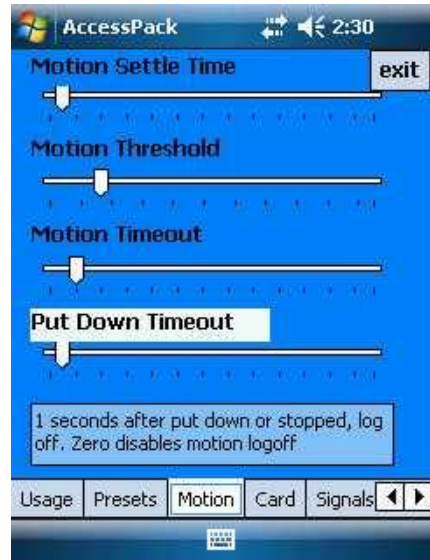 AccessPack 2:30
Motion Settle Time exit
Motion Threshold
Motion Timeout
Put Down Timeout
1 seconds after put down or stopped, log
off. Zero disables motion logoff
Usage Presets Motion Card Signals